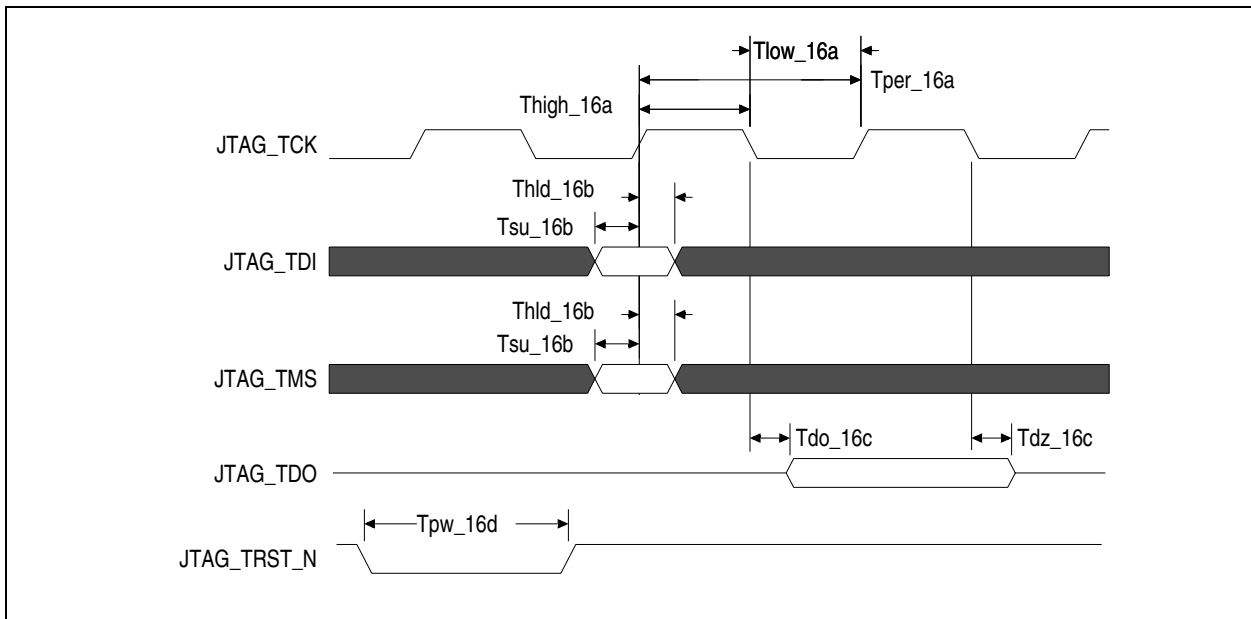 Tlow_16a
Tper_16a
Thigh_16a
JTAG_TCK
Thld_16b
Tsu_16b
JTAG_TDI
Thld_16b
Tsu_16b
JTAG_TMS
Tdo_16c
Tdz_16c
JTAG_TDO
Tpw_16d
JTAG_TRST_N